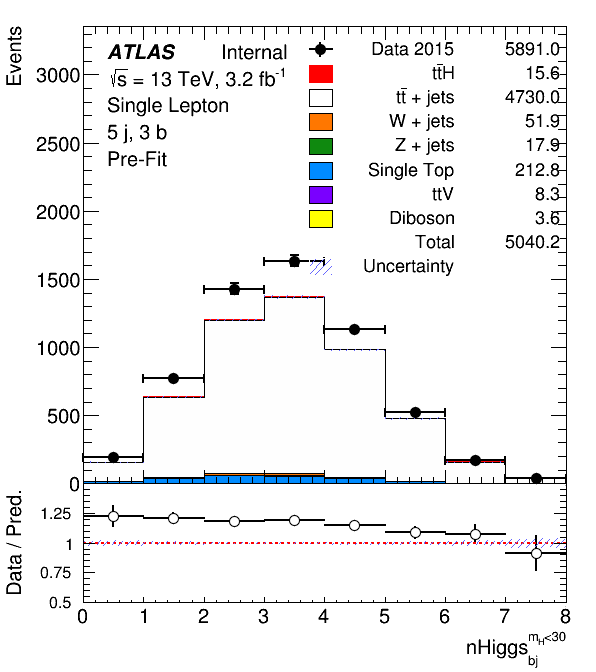 Events
ATLAS Internal
√s = 13 TeV, 3.2 fb⁻¹
Single Lepton
5 j, 3 b
Pre-Fit
Data 2015 5891.0
tt̄H 15.6
tt̄ + jets 4730.0
W + jets 51.9
Z + jets 17.9
Single Top 212.8
ttV 8.3
Diboson 3.6
Total 5040.2
Uncertainty
3000
2500
2000
1500
1000
500
0
Data / Pred.
1.25
1
0.75
0.5
0 1 2 3 4 5 6 7 8
nHiggs_bj^{m_H<30}